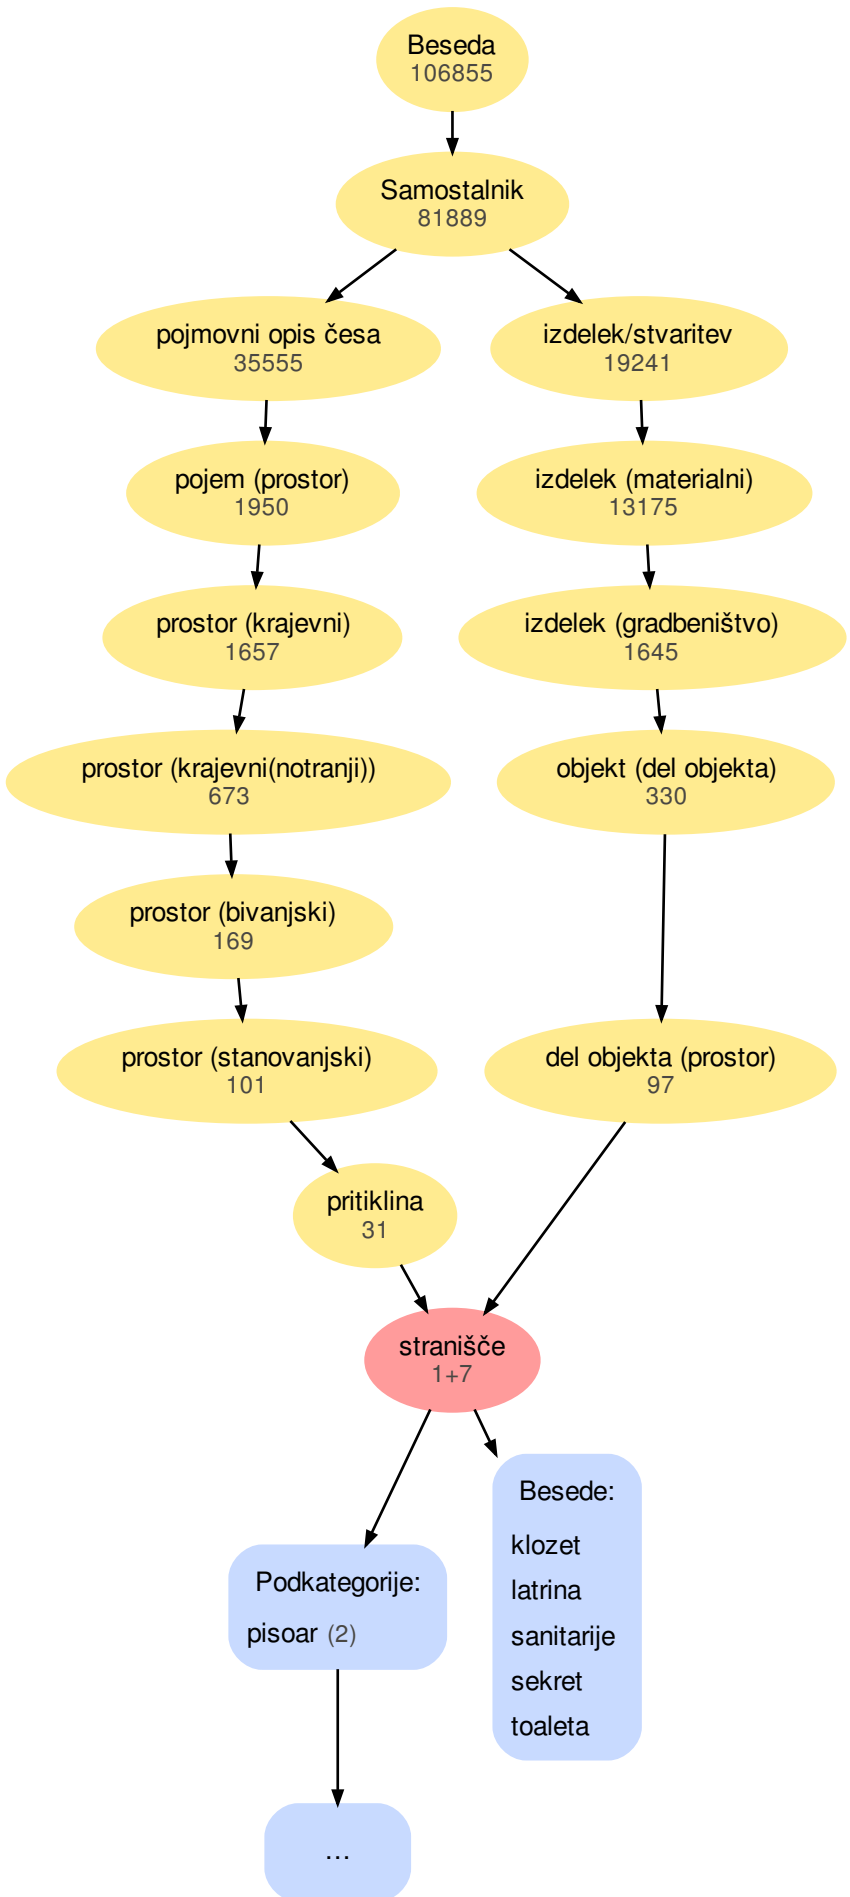 Beseda
106855
Samostalnik
81889
pojmovni opis česa
35555
izdelek/stvaritev
19241
pojem (prostor)
1950
izdelek (materialni)
13175
prostor (krajevni)
1657
izdelek (gradbeništvo)
1645
prostor (krajevni(notranji))
673
objekt (del objekta)
330
prostor (bivanjski)
169
prostor (stanovanjski)
101
del objekta (prostor)
97
pritiklina
31
stranišče
1+7
Besede:
klozet
latrina
sanitarije
sekret
toaleta
Podkategorije:
pisoar (2)
...